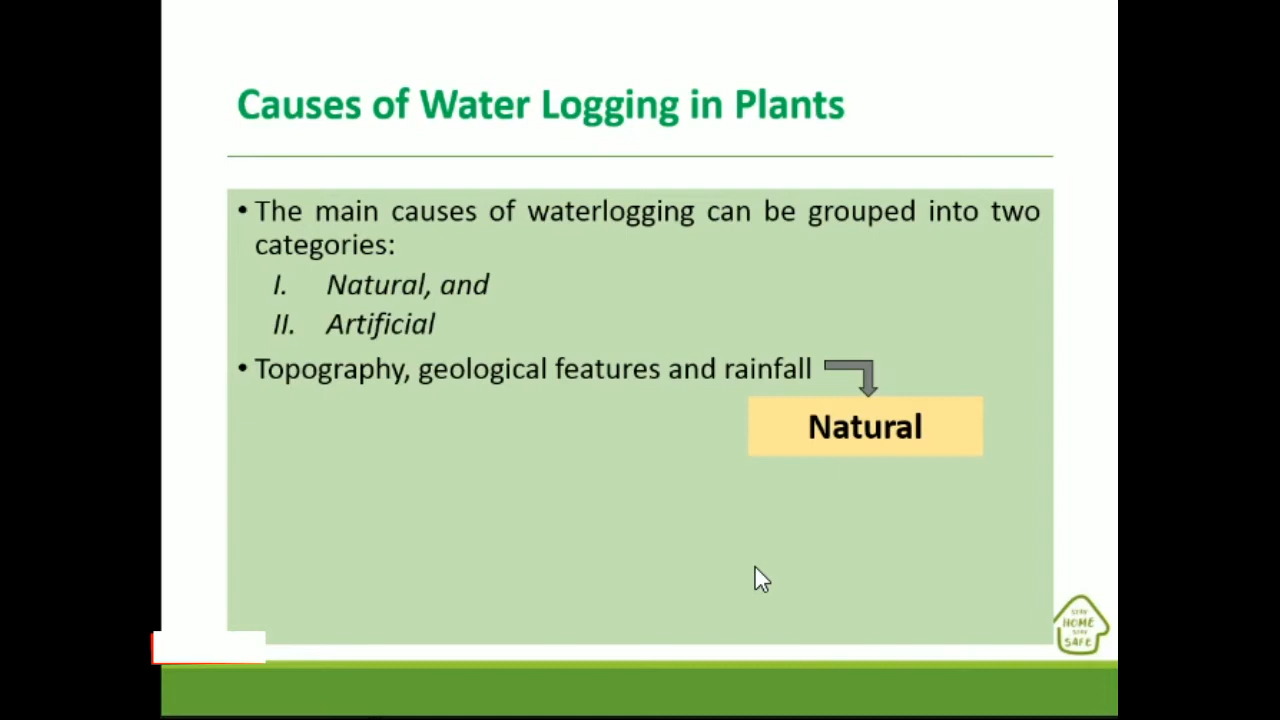 Causes of Water Logging in Plants
• The main causes of waterlogging can be grouped into two
categories:
I. Natural, and
II. Artificial
• Topography, geological features and rainfall
Natural
STAY
HOME
STAY
SAFE